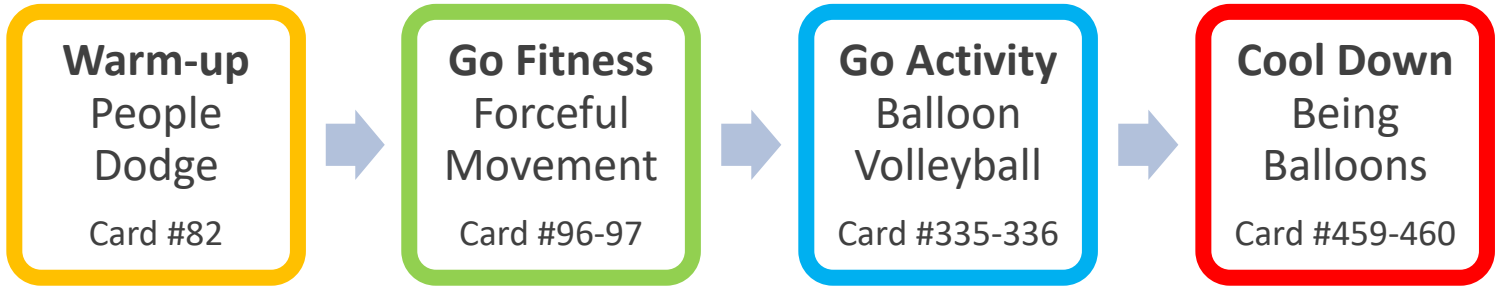 Warm-up
People
Dodge
Card #82
Go Fitness
Forceful
Movement
Card #96-97
Go Activity
Balloon
Volleyball
Card #335-336
Cool Down
Being
Balloons
Card #459-460